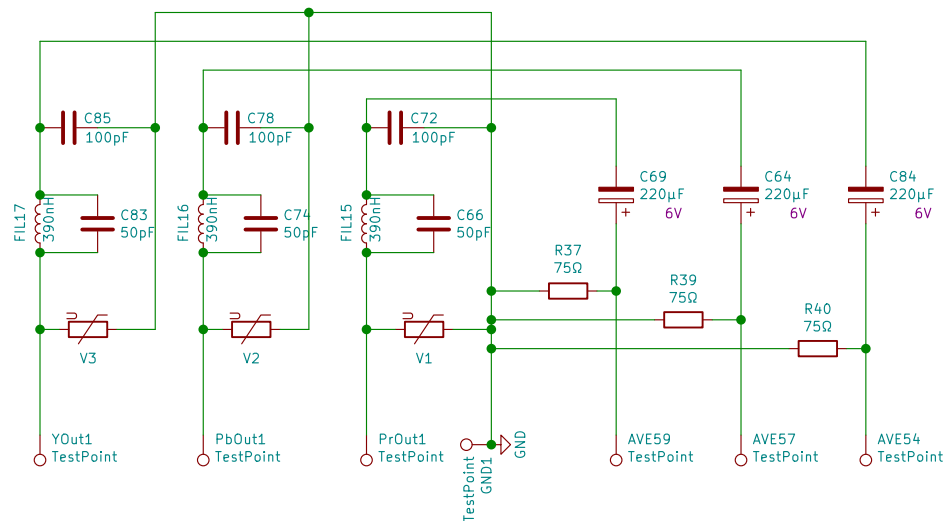 C85
100pF
C78
100pF
C72
100pF
C69
220µF
6V
C64
220µF
6V
C84
220µF
6V
FIL17
390nH
C83
50pF
FIL16
390nH
C74
50pF
FIL15
390nH
C66
50pF
R37
75Ω
R39
75Ω
R40
75Ω
V3
V2
V1
YOut1
TestPoint
PbOut1
TestPoint
PrOut1
TestPoint
TestPoint
GND1
GND
AVE59
TestPoint
AVE57
TestPoint
AVE54
TestPoint